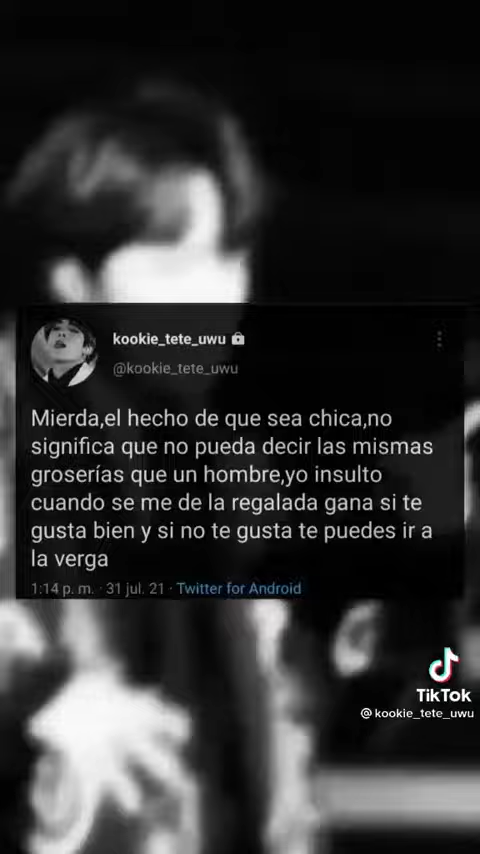 kookie_tete_uwu
@kookie_tete_uwu
Mierda,el hecho de que sea chica,no
significa que no pueda decir las mismas
groserías que un hombre,yo insulto
cuando se me de la regalada gana si te
gusta bien y si no te gusta te puedes ir a
la verga
1:14 p. m. · 31 jul. 21 · Twitter for Android
TikTok
@kookie_tete_uwu